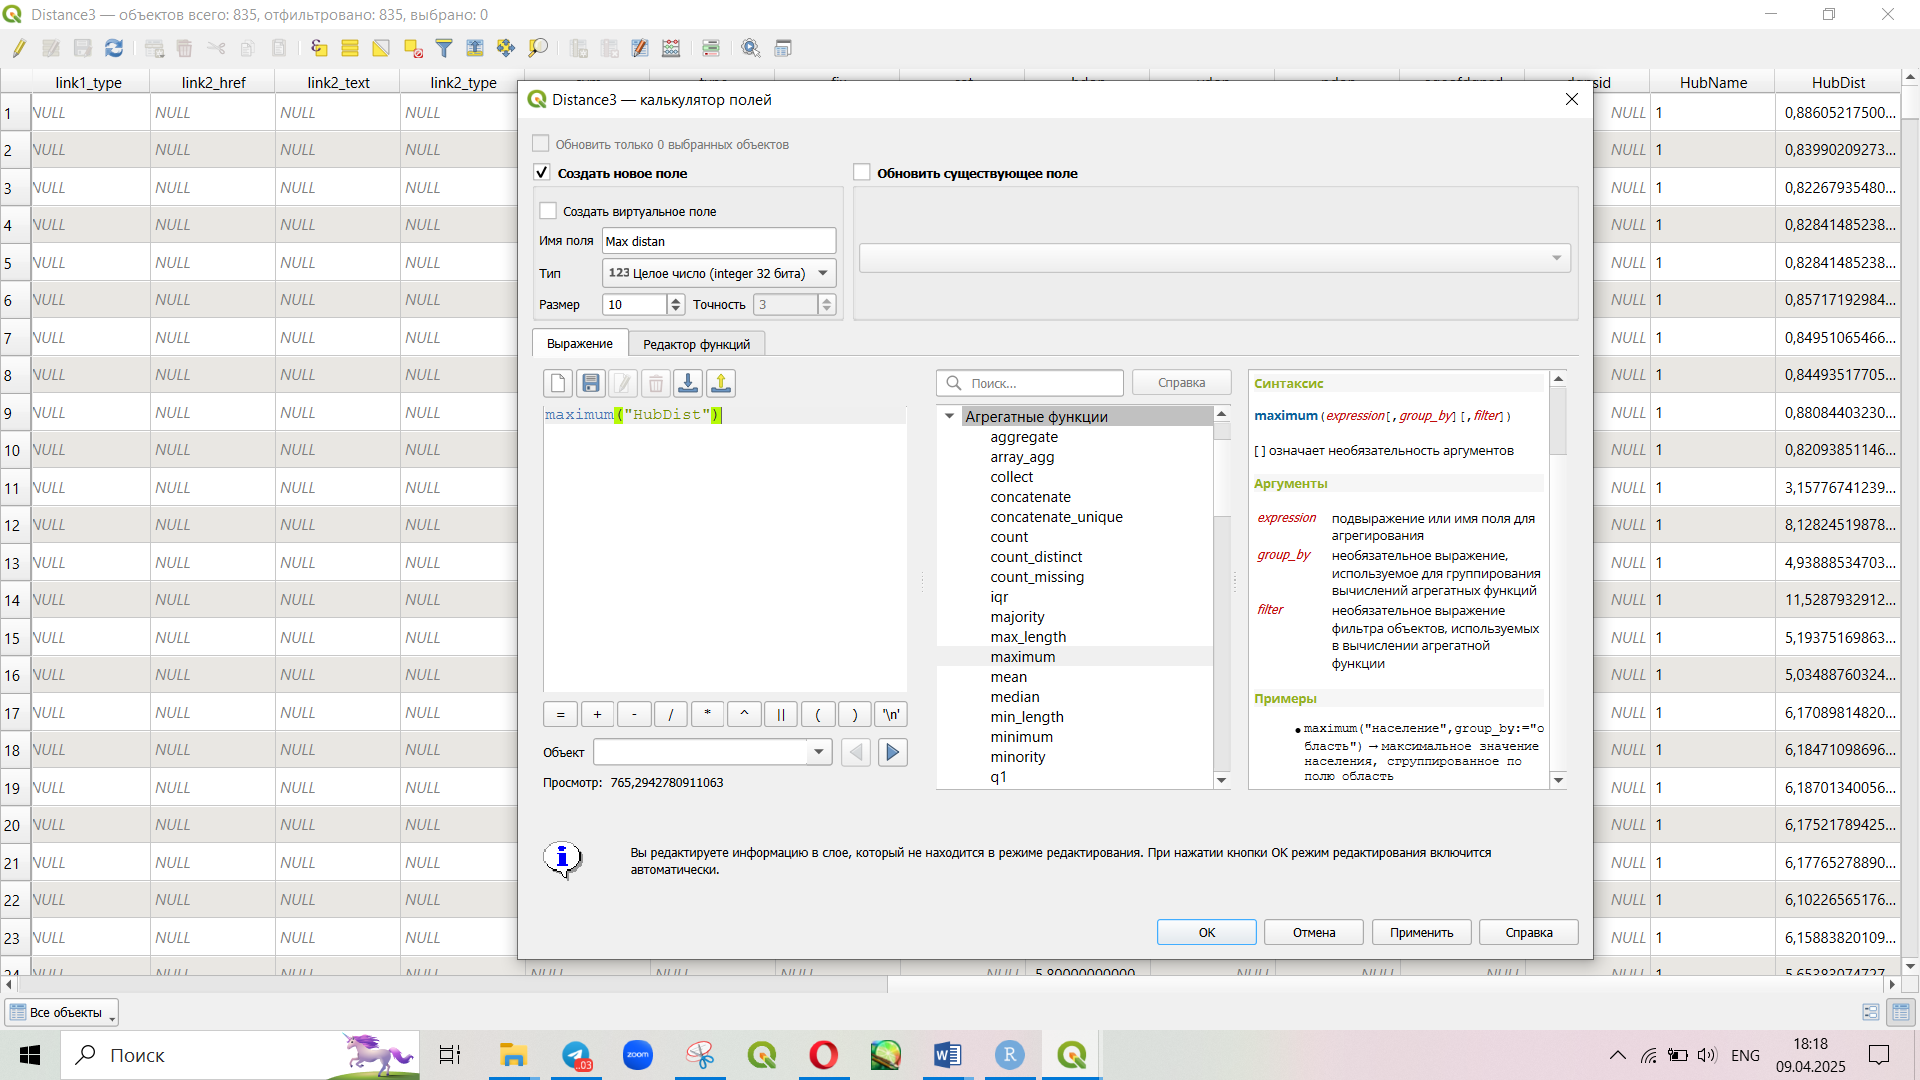 Distance3 — объектов всего: 835, отфильтровано: 835, выбрано: 0
link1_type link2_href link2_text link2_type HubName HubDist
Distance3 — калькулятор полей
Обновить только 0 выбранных объектов
Создать новое поле
Обновить существующее поле
Создать виртуальное поле
Имя поля Max distan
Тип 123 Целое число (integer 32 бита)
Размер 10 Точность 3
Выражение Редактор функций
maximum("HubDist")
= + - / * ^ || ( ) '\n'
Объект
Просмотр: 765,2942780911063
Поиск... Справка
Агрегатные функции
aggregate
array_agg
collect
concatenate
concatenate_unique
count
count_distinct
count_missing
iqr
majority
max_length
maximum
mean
median
min_length
minimum
minority
q1
Синтаксис
maximum(expression[,group_by][,filter])
[ ] означает необязательность аргументов
Аргументы
expression подвыражение или имя поля для
агрегирования
group_by необязательное выражение,
используемое для группирования
вычислений агрегатных функций
filter необязательное выражение
фильтра объектов, используемых
в вычислении агрегатной
функции
Примеры
maximum("население",group_by:="о
бласть") → максимальное значение
населения, сгруппированное по
полю область
Вы редактируете информацию в слое, который не находится в режиме редактирования. При нажатии кнопки OK режим редактирования включится
автоматически.
OK Отмена Применить Справка
1 NULL NULL NULL NULL NULL 1 0,88605217500...
2 NULL NULL NULL NULL NULL 1 0,83990209273...
3 NULL NULL NULL NULL NULL 1 0,82267935480...
4 NULL NULL NULL NULL NULL 1 0,82841485238...
5 NULL NULL NULL NULL NULL 1 0,82841485238...
6 NULL NULL NULL NULL NULL 1 0,85717192984...
7 NULL NULL NULL NULL NULL 1 0,84951065466...
8 NULL NULL NULL NULL NULL 1 0,84493517705...
9 NULL NULL NULL NULL NULL 1 0,88084403230...
10 NULL NULL NULL NULL NULL 1 0,82093851146...
11 NULL NULL NULL NULL NULL 1 3,15776741239...
12 NULL NULL NULL NULL NULL 1 8,12824519878...
13 NULL NULL NULL NULL NULL 1 4,93888534703...
14 NULL NULL NULL NULL NULL 1 11,5287932912...
15 NULL NULL NULL NULL NULL 1 5,19375169863...
16 NULL NULL NULL NULL NULL 1 5,03488760324...
17 NULL NULL NULL NULL NULL 1 6,17089814820...
18 NULL NULL NULL NULL NULL 1 6,18471098696...
19 NULL NULL NULL NULL NULL 1 6,18701340056...
20 NULL NULL NULL NULL NULL 1 6,17521789425...
21 NULL NULL NULL NULL NULL 1 6,17765278890...
22 NULL NULL NULL NULL NULL 1 6,10226565176...
23 NULL NULL NULL NULL NULL 1 6,15883820109...
Все объекты
Поиск
.03
zoom
ENG
18:18
09.04.2025